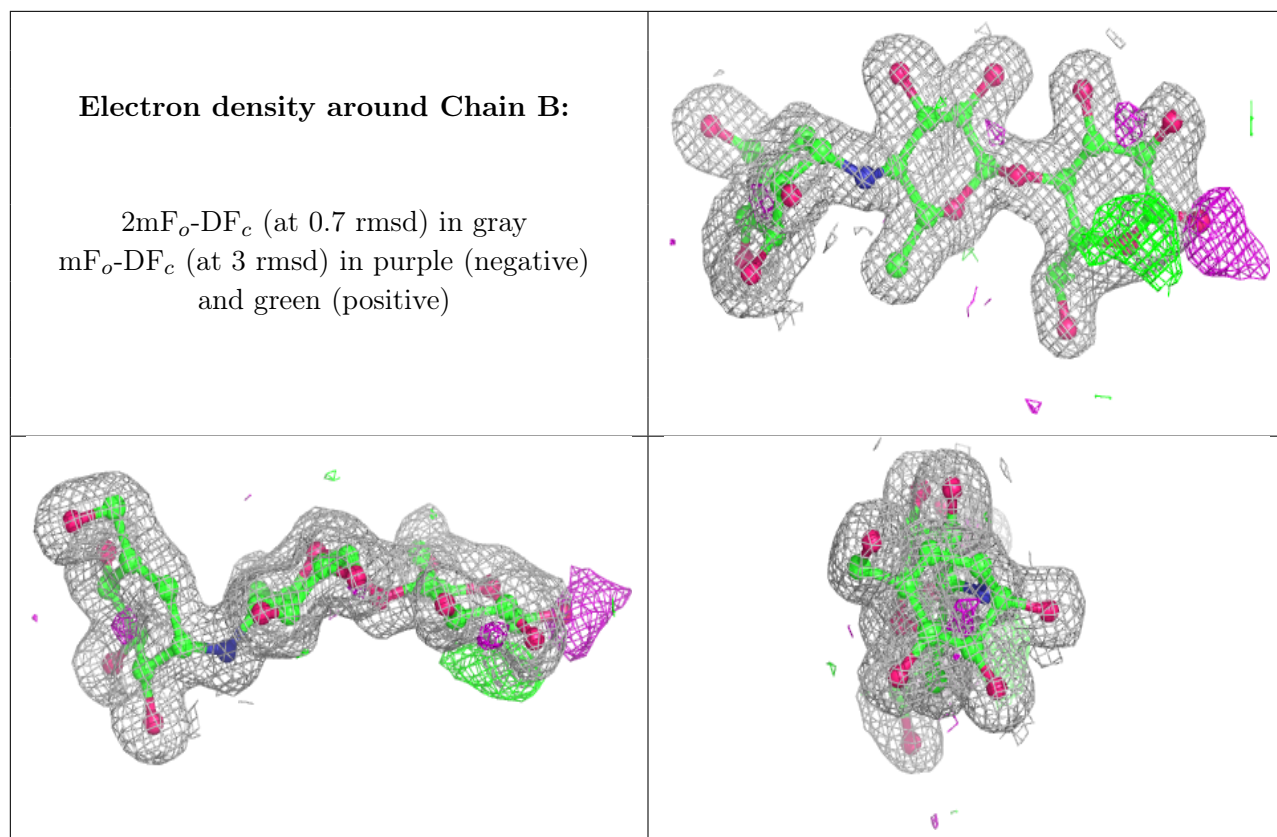 Electron density around Chain B:
2mFo-DFc (at 0.7 rmsd) in gray
mFo-DFc (at 3 rmsd) in purple (negative)
and green (positive)